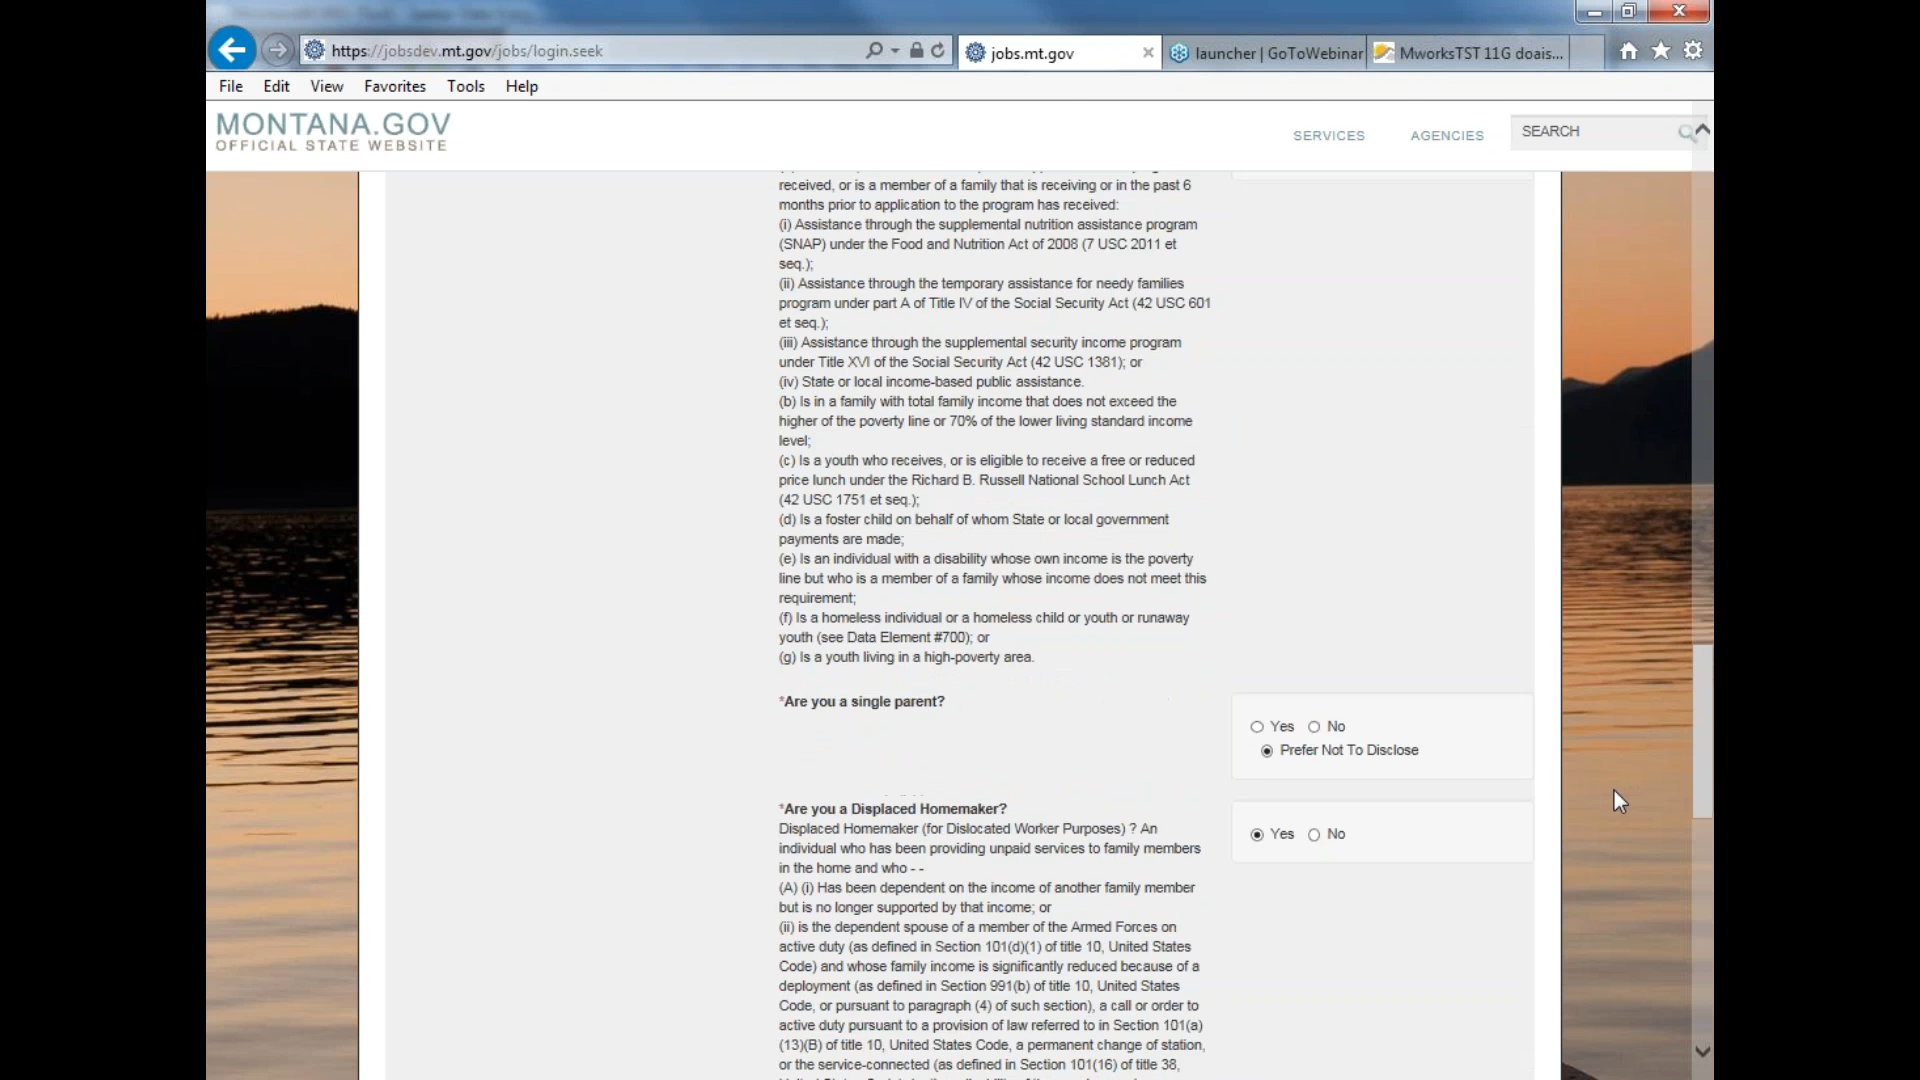 https://jobsdev.mt.gov/jobs/login.seek
jobs.mt.gov
launcher | GoToWebinar
MworksTST 11G doais...
File Edit View Favorites Tools Help
MONTANA.GOV
OFFICIAL STATE WEBSITE
SERVICES AGENCIES SEARCH
received, or is a member of a family that is receiving or in the past 6
months prior to application to the program has received:
(i) Assistance through the supplemental nutrition assistance program
(SNAP) under the Food and Nutrition Act of 2008 (7 USC 2011 et
seq.);
(ii) Assistance through the temporary assistance for needy families
program under part A of Title IV of the Social Security Act (42 USC 601
et seq.);
(iii) Assistance through the supplemental security income program
under Title XVI of the Social Security Act (42 USC 1381); or
(iv) State or local income-based public assistance.
(b) Is in a family with total family income that does not exceed the
higher of the poverty line or 70% of the lower living standard income
level;
(c) Is a youth who receives, or is eligible to receive a free or reduced
price lunch under the Richard B. Russell National School Lunch Act
(42 USC 1751 et seq.);
(d) Is a foster child on behalf of whom State or local government
payments are made;
(e) Is an individual with a disability whose own income is the poverty
line but who is a member of a family whose income does not meet this
requirement;
(f) Is a homeless individual or a homeless child or youth or runaway
youth (see Data Element #700); or
(g) Is a youth living in a high-poverty area.
*Are you a single parent?
Yes No
Prefer Not To Disclose
*Are you a Displaced Homemaker?
Yes No
Displaced Homemaker (for Dislocated Worker Purposes) ? An
individual who has been providing unpaid services to family members
in the home and who - -
(A) (i) Has been dependent on the income of another family member
but is no longer supported by that income; or
(ii) is the dependent spouse of a member of the Armed Forces on
active duty (as defined in Section 101(d)(1) of title 10, United States
Code) and whose family income is significantly reduced because of a
deployment (as defined in Section 991(b) of title 10, United States
Code, or pursuant to paragraph (4) of such section), a call or order to
active duty pursuant to a provision of law referred to in Section 101(a)
(13)(B) of title 10, United States Code, a permanent change of station,
or the service-connected (as defined in Section 101(16) of title 38,